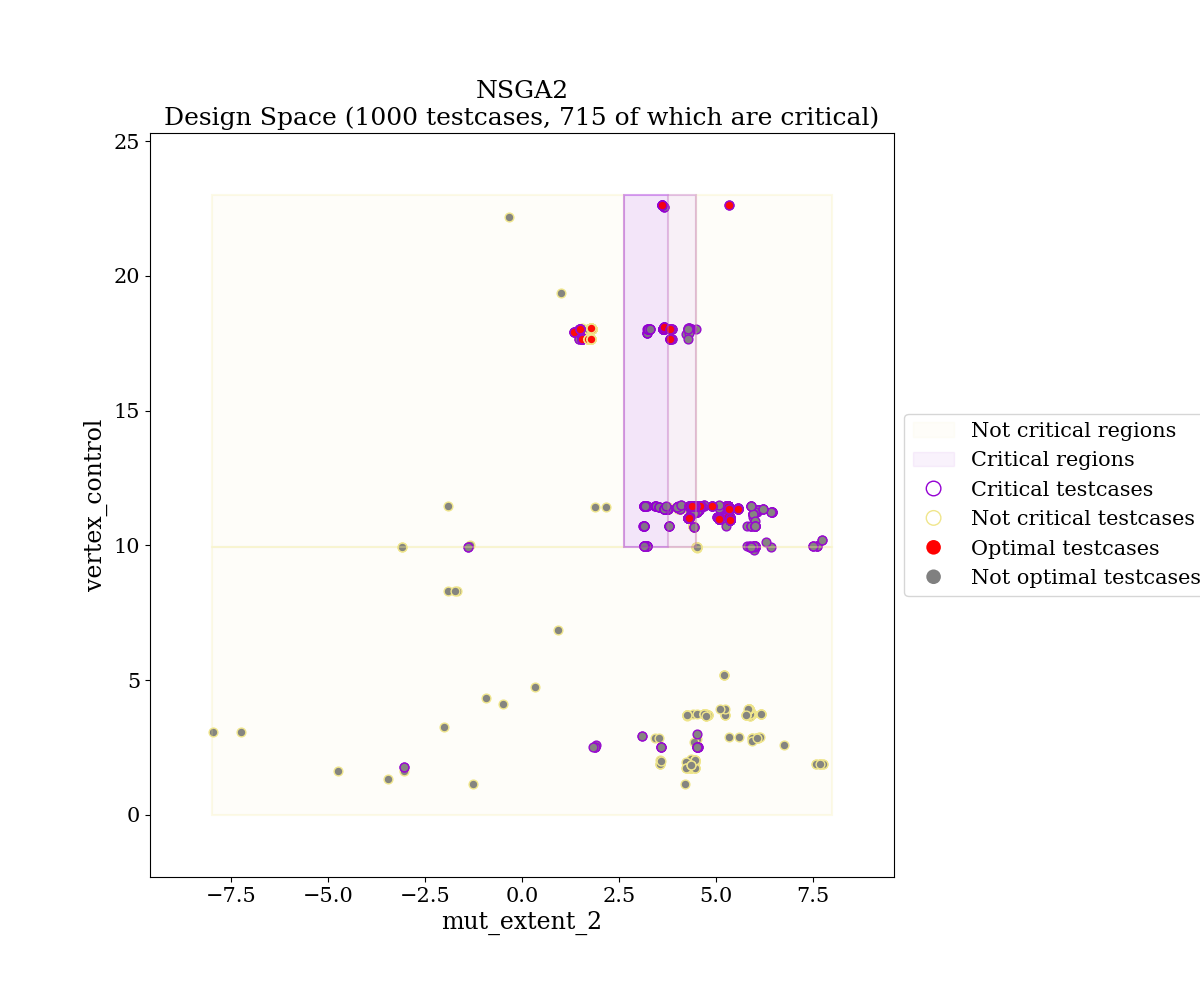 NSGA2
Design Space (1000 testcases, 715 of which are critical)
25
20
15
10
5
0
vertex_control
−7.5
−5.0
−2.5
0.0
2.5
5.0
7.5
mut_extent_2
Not critical regions
Critical regions
Critical testcases
Not critical testcases
Optimal testcases
Not optimal testcases